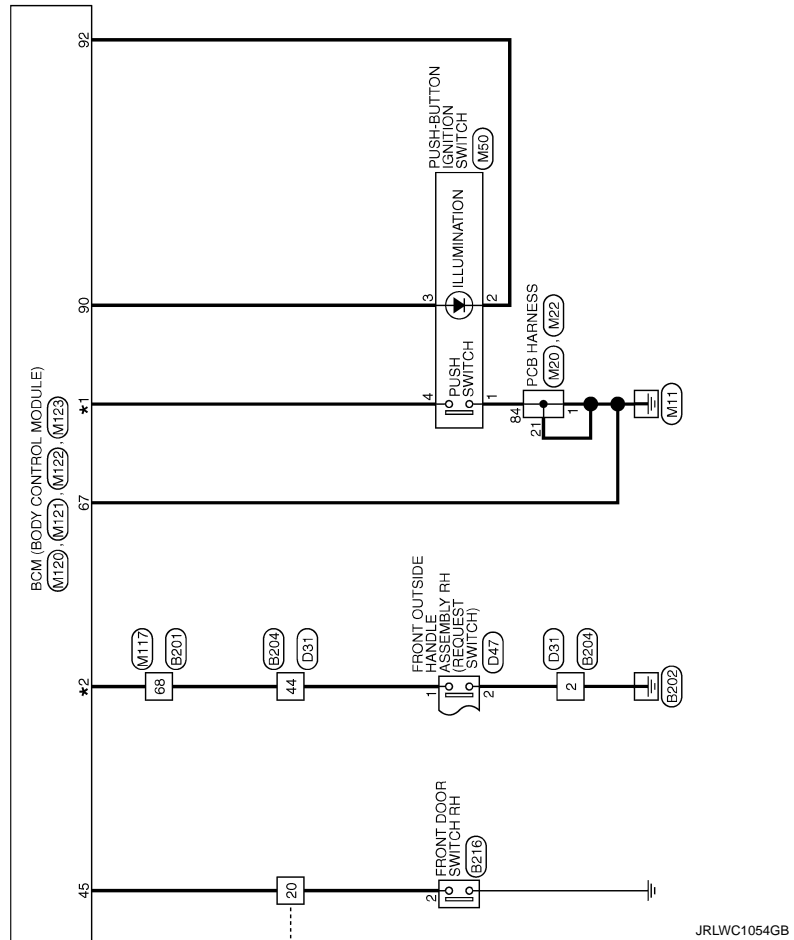 BCM (BODY CONTROL MODULE)
M120 , M121 , M122 , M123
92
90
★1
67
★2
45
PUSH-BUTTON
IGNITION
SWITCH
M50
ILLUMINATION
3
2
PUSH
SWITCH
4
1
PCB HARNESS
M20 , M22
84
21
1
M11
M117
B201
68
B204
D31
44
FRONT OUTSIDE
HANDLE
ASSEMBLY RH
(REQUEST
SWITCH)
D47
1
2
D31
B204
2
B202
20
FRONT DOOR
SWITCH RH
B216
2
JRLWC1054GB